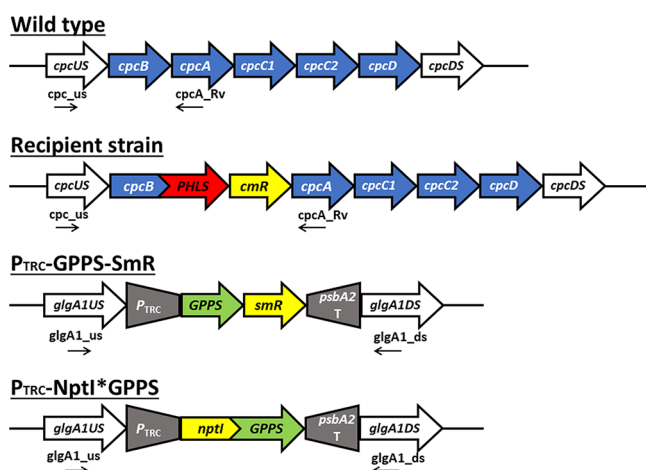 Wild type
cpcUS cpcB cpcA cpcC1 cpcC2 cpcD cpcDS
cpc_us cpcA_Rv
Recipient strain
cpcUS cpcB PHLS cmR cpcA cpcC1 cpcC2 cpcD cpcDS
cpc_us cpcA_Rv
PTRC-GPPS-SmR
glgA1US PTRC GPPS smR psbA2 T glgA1DS
glgA1_us glgA1_ds
PTRC-NptI*GPPS
glgA1US PTRC nptI GPPS psbA2 T glgA1DS
glgA1_us glgA1_ds